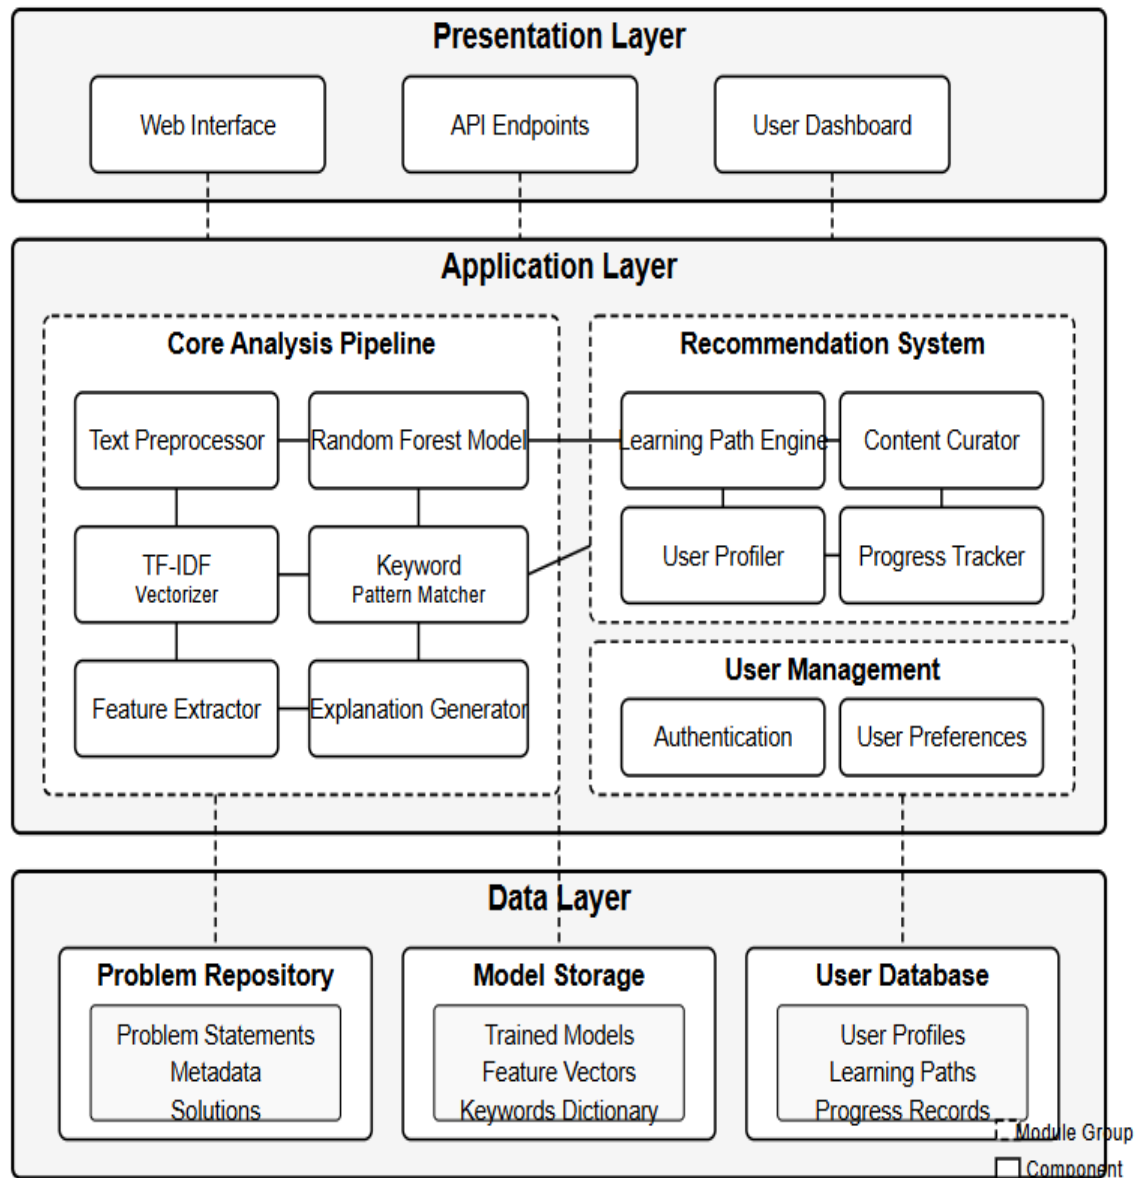 Presentation Layer
Web Interface
API Endpoints
User Dashboard
Application Layer
Core Analysis Pipeline
Text Preprocessor
Random Forest Model
TF-IDF
Vectorizer
Keyword
Pattern Matcher
Feature Extractor
Explanation Generator
Recommendation System
Learning Path Engine
Content Curator
User Profiler
Progress Tracker
User Management
Authentication
User Preferences
Data Layer
Problem Repository
Problem Statements
Metadata
Solutions
Model Storage
Trained Models
Feature Vectors
Keywords Dictionary
User Database
User Profiles
Learning Paths
Progress Records
Module Group
Component